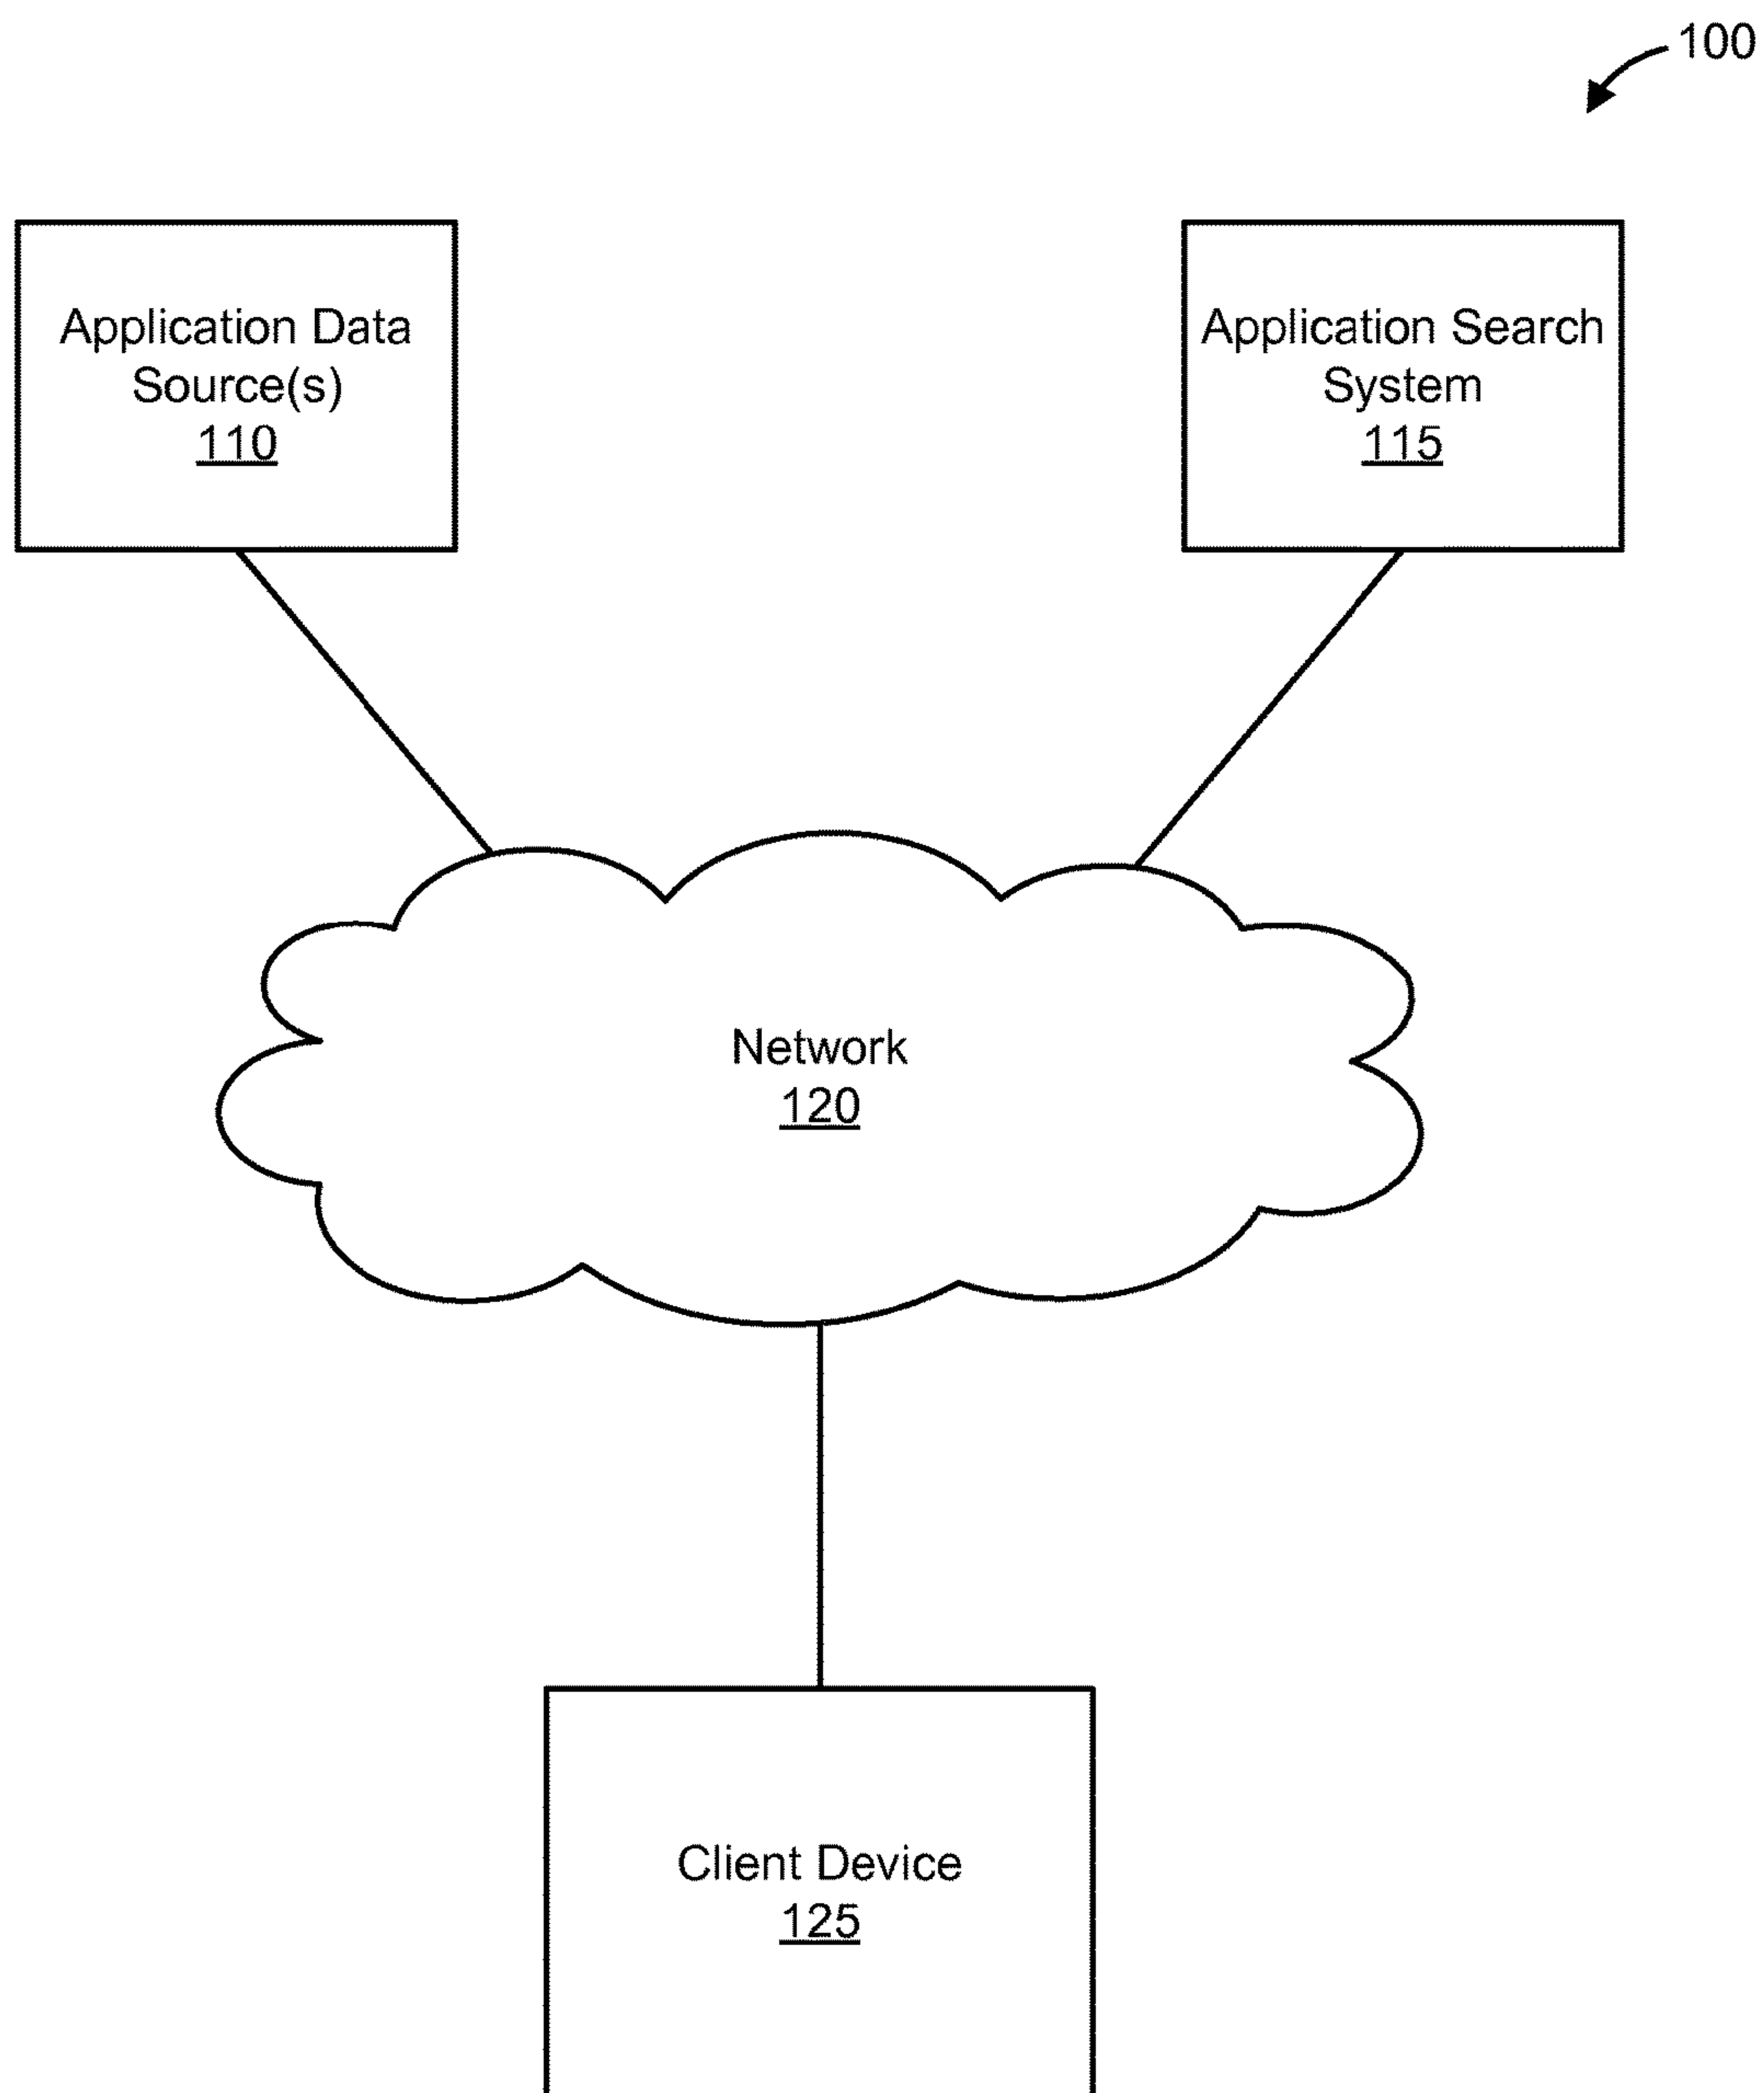 100
Application Data
Source(s)
110
Application Search
System
115
Network
120
Client Device
125